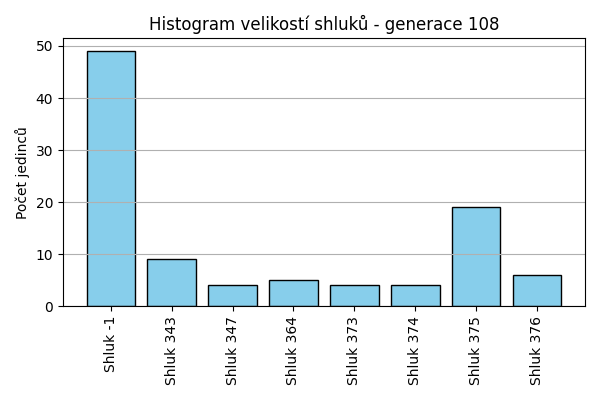 Histogram velikostí shluků - generace 108
Počet jedinců
50
40
30
20
10
0
Shluk -1
Shluk 343
Shluk 347
Shluk 364
Shluk 373
Shluk 374
Shluk 375
Shluk 376